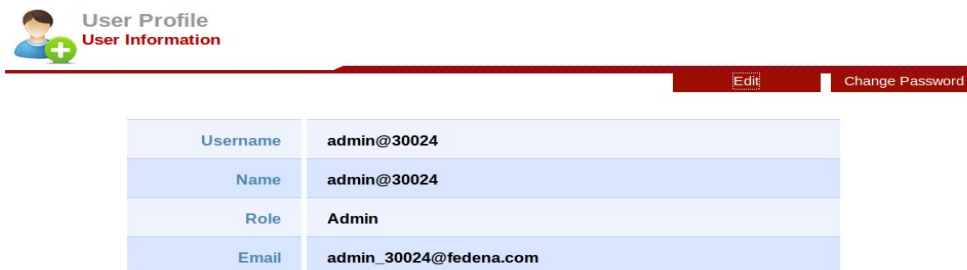 User Profile
User Information
Edit Change Password
Username admin@30024
Name admin@30024
Role Admin
Email admin_30024@fedena.com